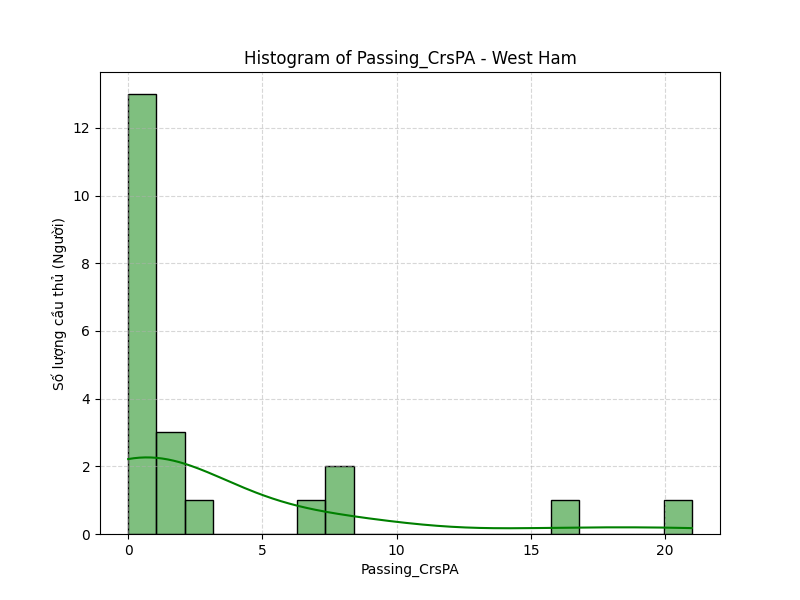 Histogram of Passing_CrsPA - West Ham
Số lượng cầu thủ (Người)
12
10
8
6
4
2
0
0 5 10 15 20
Passing_CrsPA